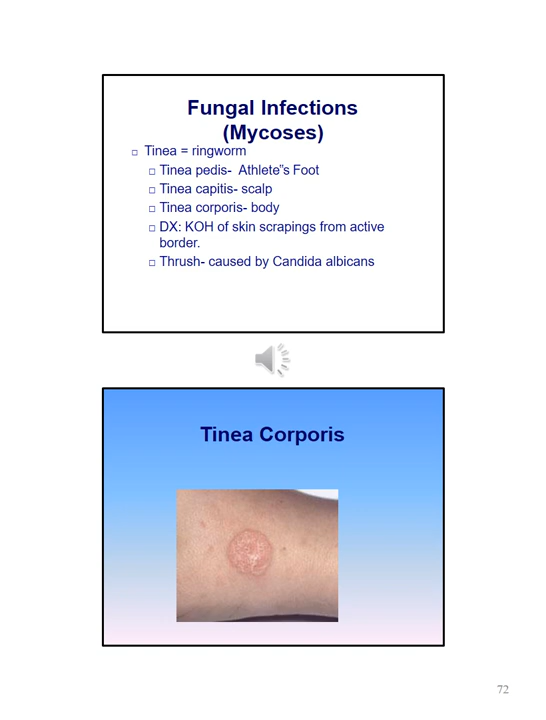 Fungal Infections
(Mycoses)
Tinea = ringworm
Tinea pedis- Athlete"s Foot
Tinea capitis- scalp
Tinea corporis- body
DX: KOH of skin scrapings from active
border.
Thrush- caused by Candida albicans
Tinea Corporis
72